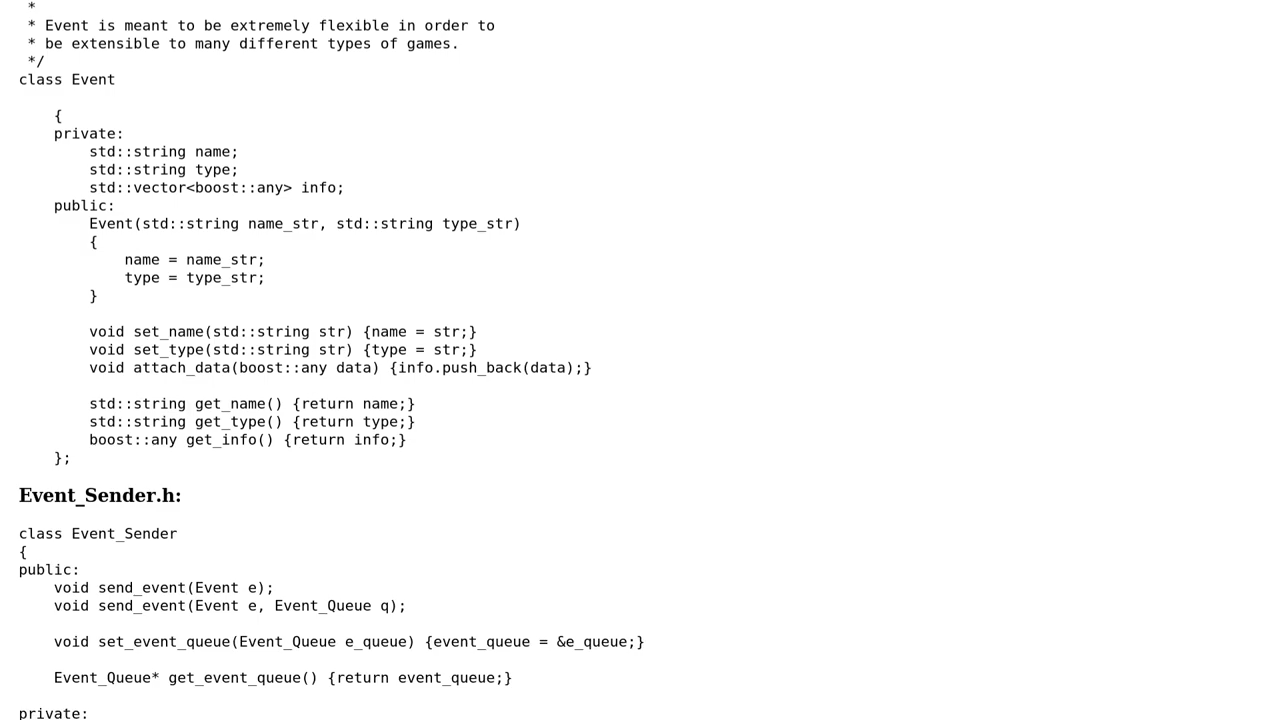 *
 * Event is meant to be extremely flexible in order to
 * be extensible to many different types of games.
 */
class Event

    {
    private:
        std::string name;
        std::string type;
        std::vector<boost::any> info;
    public:
        Event(std::string name_str, std::string type_str)
        {
            name = name_str;
            type = type_str;
        }

        void set_name(std::string str) {name = str;}
        void set_type(std::string str) {type = str;}
        void attach_data(boost::any data) {info.push_back(data);}

        std::string get_name() {return name;}
        std::string get_type() {return type;}
        boost::any get_info() {return info;}
    };

Event_Sender.h:

class Event_Sender
{
public:
    void send_event(Event e);
    void send_event(Event e, Event_Queue q);

    void set_event_queue(Event_Queue e_queue) {event_queue = &e_queue;}

    Event_Queue* get_event_queue() {return event_queue;}

private: